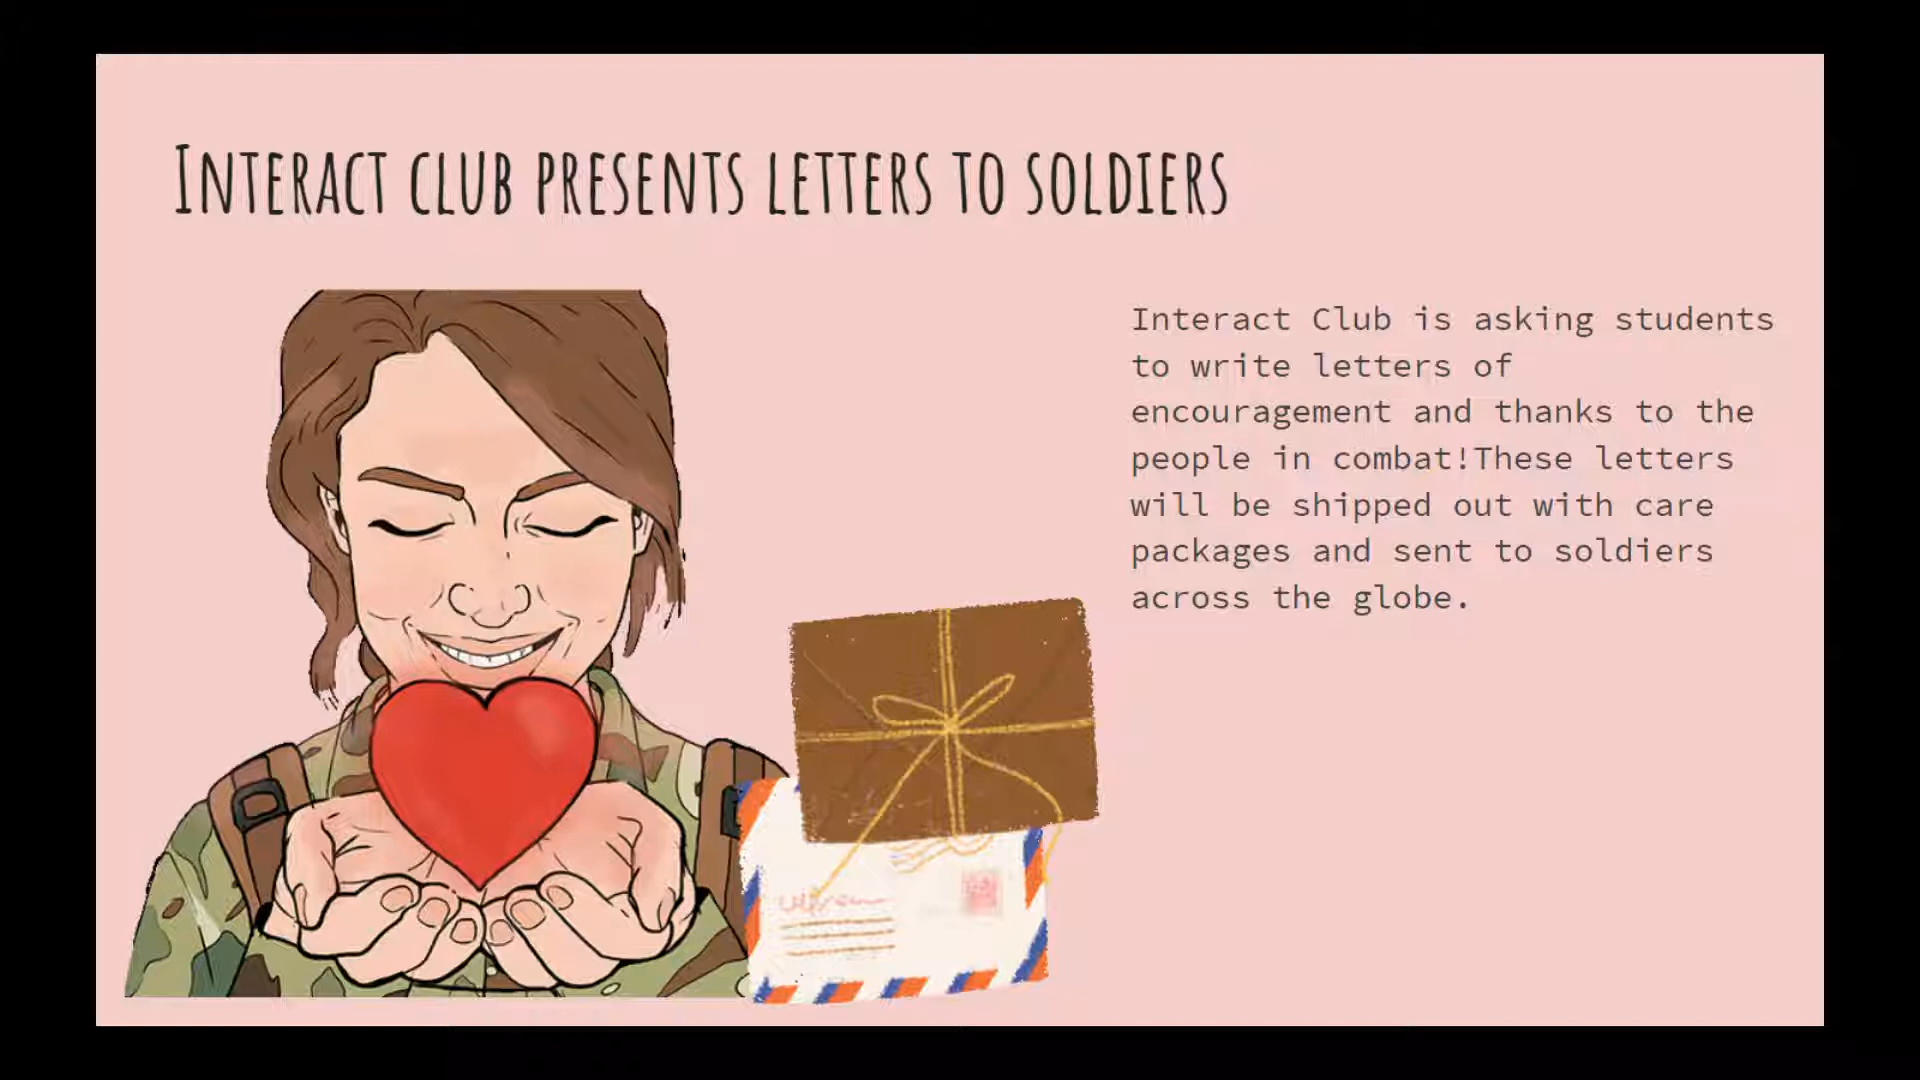 Interact club presents letters to soldiers
Interact Club is asking students
to write letters of
encouragement and thanks to the
people in combat!These letters
will be shipped out with care
packages and sent to soldiers
across the globe.